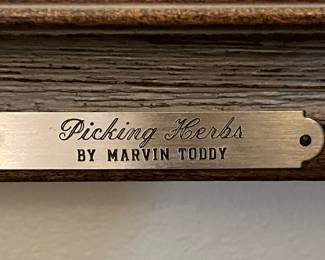 Picking Herbs
BY MARVIN TODDY